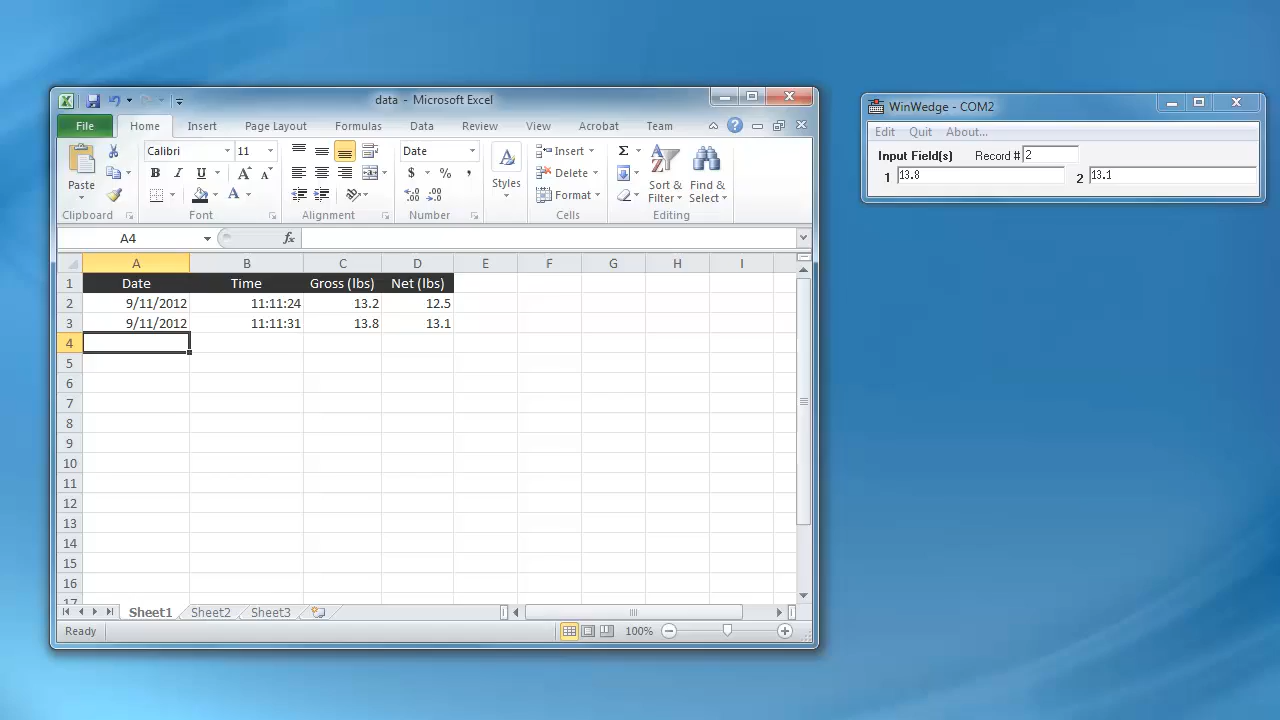 data - Microsoft Excel
File Home Insert Page Layout Formulas Data Review View Acrobat Team
Calibri 11 Date Insert Σ
Paste B I U A A $ % , Delete Styles Sort & Filter Find & Select
A Format
Clipboard Font Alignment Number Cells Editing
A4 fx
A B C D E F G H I
1 Date Time Gross (lbs) Net (lbs)
2 9/11/2012 11:11:24 13.2 12.5
3 9/11/2012 11:11:31 13.8 13.1
4
5
6
7
8
9
10
11
12
13
14
15
16
17
Sheet1 Sheet2 Sheet3
Ready 100%
WinWedge - COM2
Edit Quit About...
Input Field(s) Record # 2
1 13.8 2 13.1